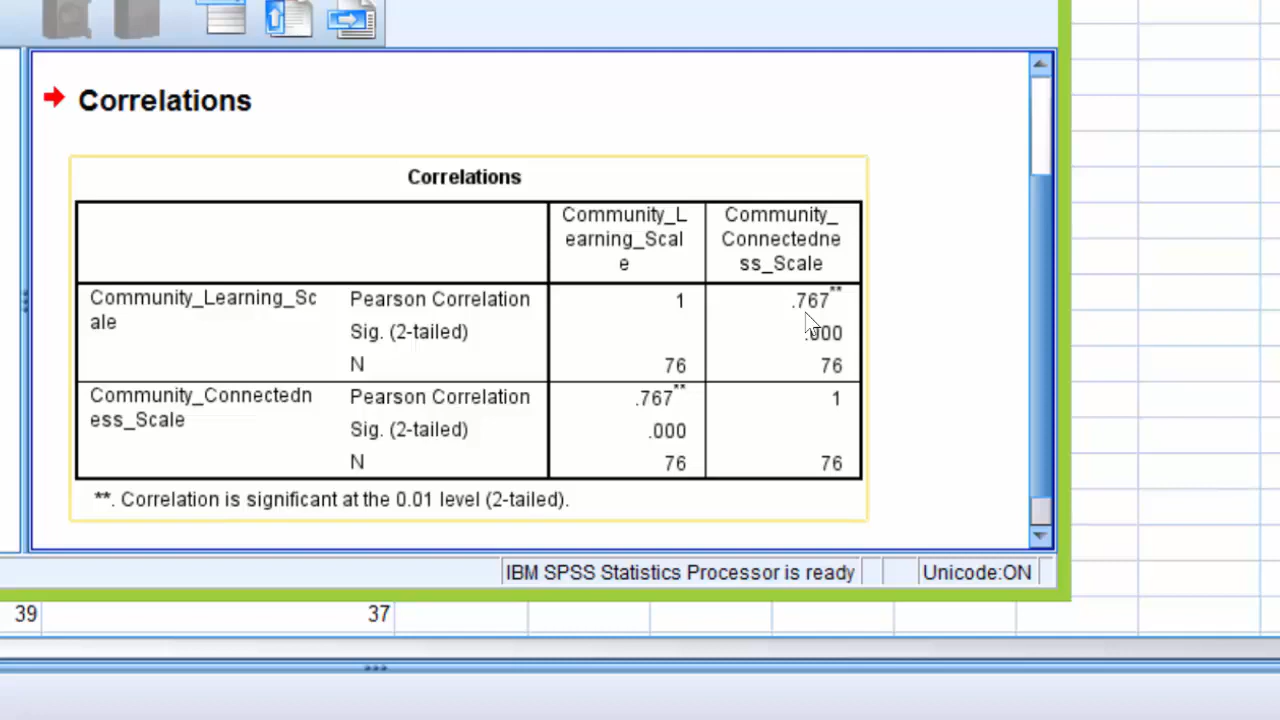 Correlations
Correlations
Community_L
earning_Scal
e
Community_
Connectedne
ss_Scale
Community_Learning_Sc
ale
Pearson Correlation 1 .767**
Sig. (2-tailed) .000
N 76 76
Community_Connectedn
ess_Scale
Pearson Correlation .767** 1
Sig. (2-tailed) .000
N 76 76
**. Correlation is significant at the 0.01 level (2-tailed).
IBM SPSS Statistics Processor is ready Unicode:ON
39 37